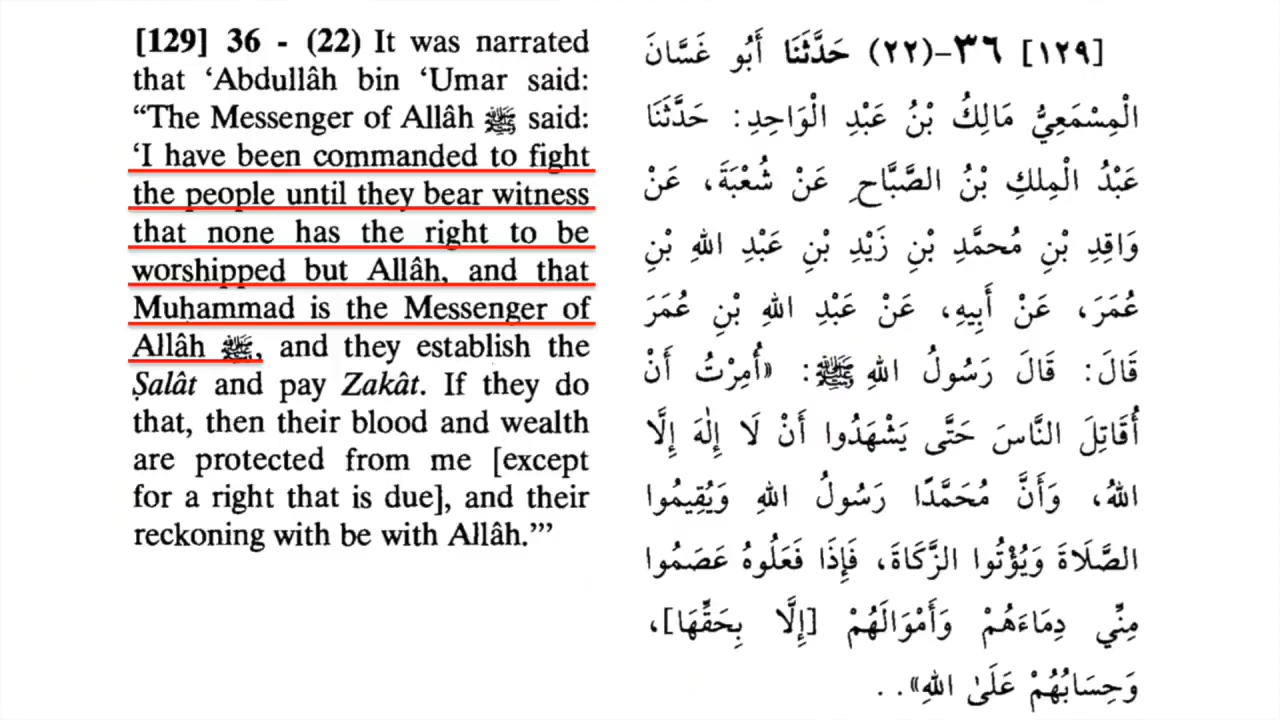 [129] 36 - (22) It was narrated
that ‘Abdullâh bin ‘Umar said:
“The Messenger of Allâh ﷺ said:
‘I have been commanded to fight
the people until they bear witness
that none has the right to be
worshipped but Allâh, and that
Muḥammad is the Messenger of
Allâh ﷺ, and they establish the
Ṣalât and pay Zakât. If they do
that, then their blood and wealth
are protected from me [except
for a right that is due], and their
reckoning with be with Allâh.’”
[١٢٩] ٣٦-(٢٢) حَدَّثَنَا أَبُو غَسَّانَ
الْمِسْمَعِيُّ مَالِكُ بْنُ عَبْدِ الْوَاحِدِ: حَدَّثَنَا
عَبْدُ الْمِلِكِ بْنُ الصَّبَّاحِ عَنْ شُعْبَةَ، عَنْ
وَاقِدِ بْنِ مُحَمَّدِ بْنِ زَيْدِ بْنِ عَبْدِ اللهِ بْنِ
عُمَرَ، عَنْ أَبِيهِ، عَنْ عَبْدِ اللهِ بْنِ عُمَرَ
قَالَ: قَالَ رَسُولُ اللهِ ﷺ: «أُمِرْتُ أَنْ
أُقَاتِلَ النَّاسَ حَتَّى يَشْهَدُوا أَنْ لَا إِلٰهَ إِلَّا
اللهُ، وَأَنَّ مُحَمَّدًا رَسُولُ اللهِ وَيُقِيمُوا
الصَّلَاةَ وَيُؤْتُوا الزَّكَاةَ، فَإِذَا فَعَلُوهُ عَصَمُوا
مِنِّي دِمَاءَهُمْ وَأَمْوَالَهُمْ [إِلَّا بِحَقِّهَا]،
وَحِسَابُهُمْ عَلَىٰ اللهِ». .